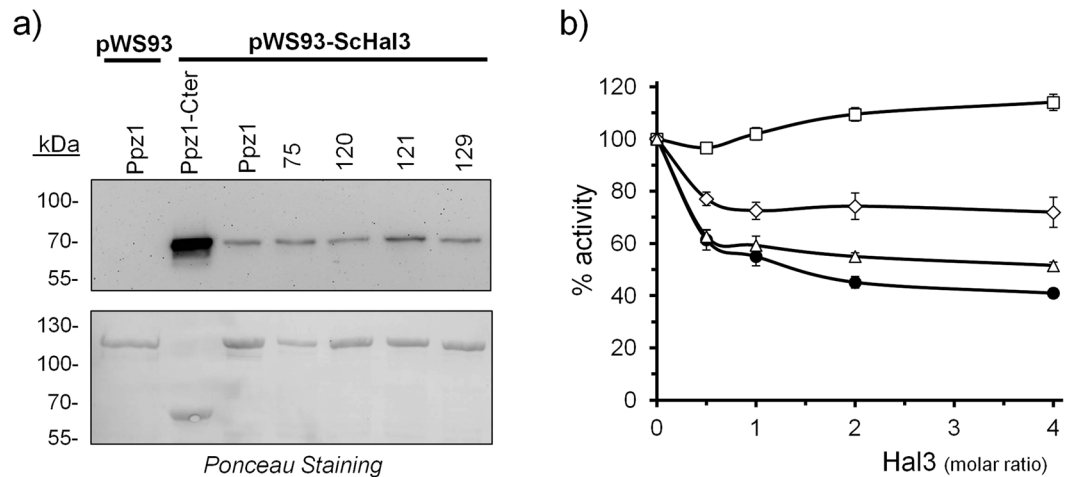 a)
pWS93 pWS93-ScHal3
kDa
Ppz1
Ppz1-Cter
Ppz1
75
120
121
129
100-
70-
55-
130-
100-
70-
55-
Ponceau Staining
b)
120
100
80
60
40
20
0
% activity
0 1 2 3 4
Hal3 (molar ratio)